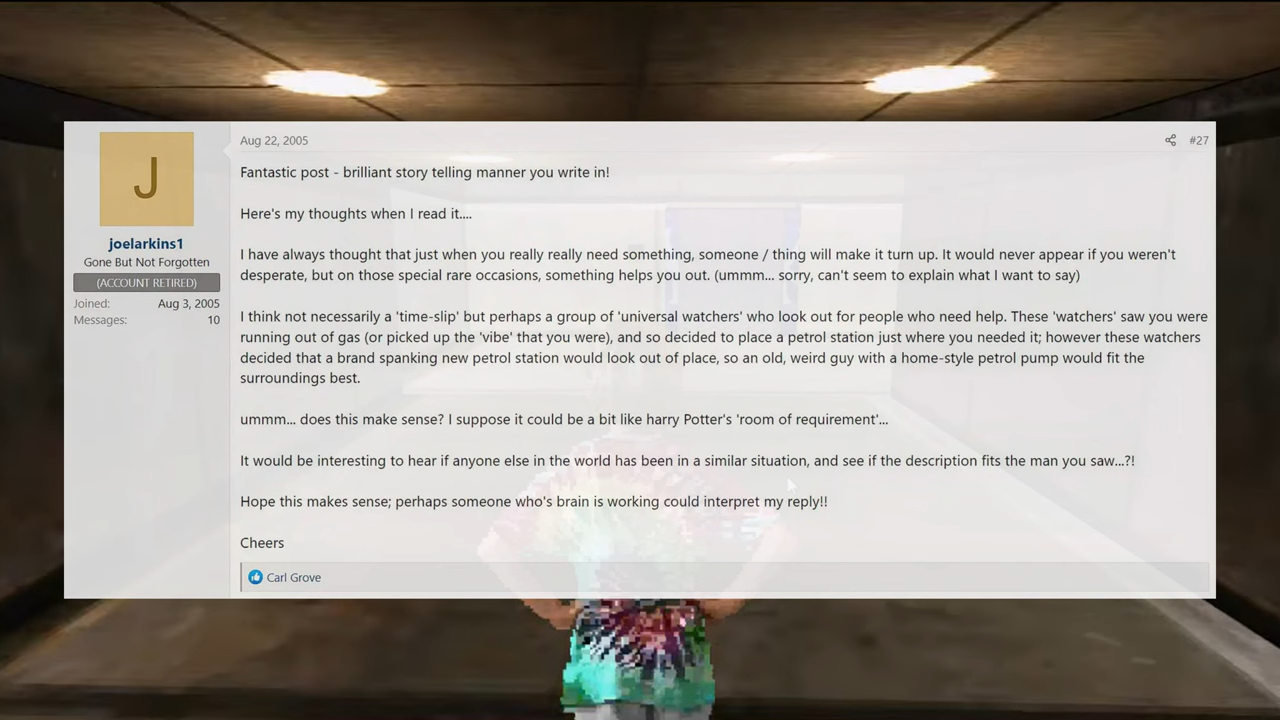 J
joelarkins1
Gone But Not Forgotten
(ACCOUNT RETIRED)
Joined: Aug 3, 2005
Messages: 10
Aug 22, 2005 #27
Fantastic post - brilliant story telling manner you write in!
Here's my thoughts when I read it....
I have always thought that just when you really really need something, someone / thing will make it turn up. It would never appear if you weren't
desperate, but on those special rare occasions, something helps you out. (ummm... sorry, can't seem to explain what I want to say)
I think not necessarily a 'time-slip' but perhaps a group of 'universal watchers' who look out for people who need help. These 'watchers' saw you were
running out of gas (or picked up the 'vibe' that you were), and so decided to place a petrol station just where you needed it; however these watchers
decided that a brand spanking new petrol station would look out of place, so an old, weird guy with a home-style petrol pump would fit the
surroundings best.
ummm... does this make sense? I suppose it could be a bit like harry Potter's 'room of requirement'...
It would be interesting to hear if anyone else in the world has been in a similar situation, and see if the description fits the man you saw...?!
Hope this makes sense; perhaps someone who's brain is working could interpret my reply!!
Cheers
Carl Grove